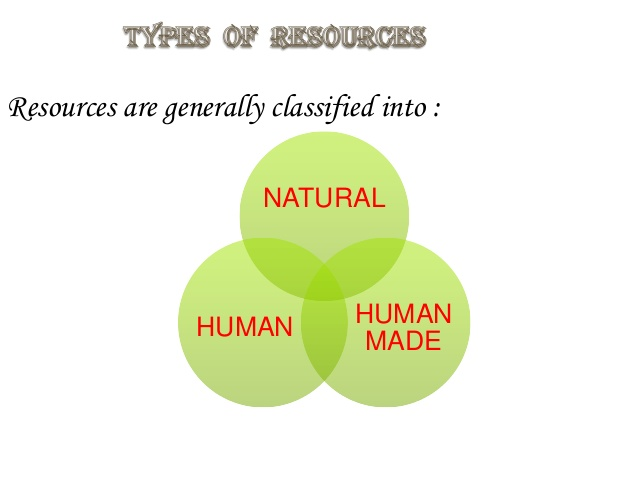 TYPES OF RESOURCES
Resources are generally classified into :
NATURAL
HUMAN
HUMAN
MADE